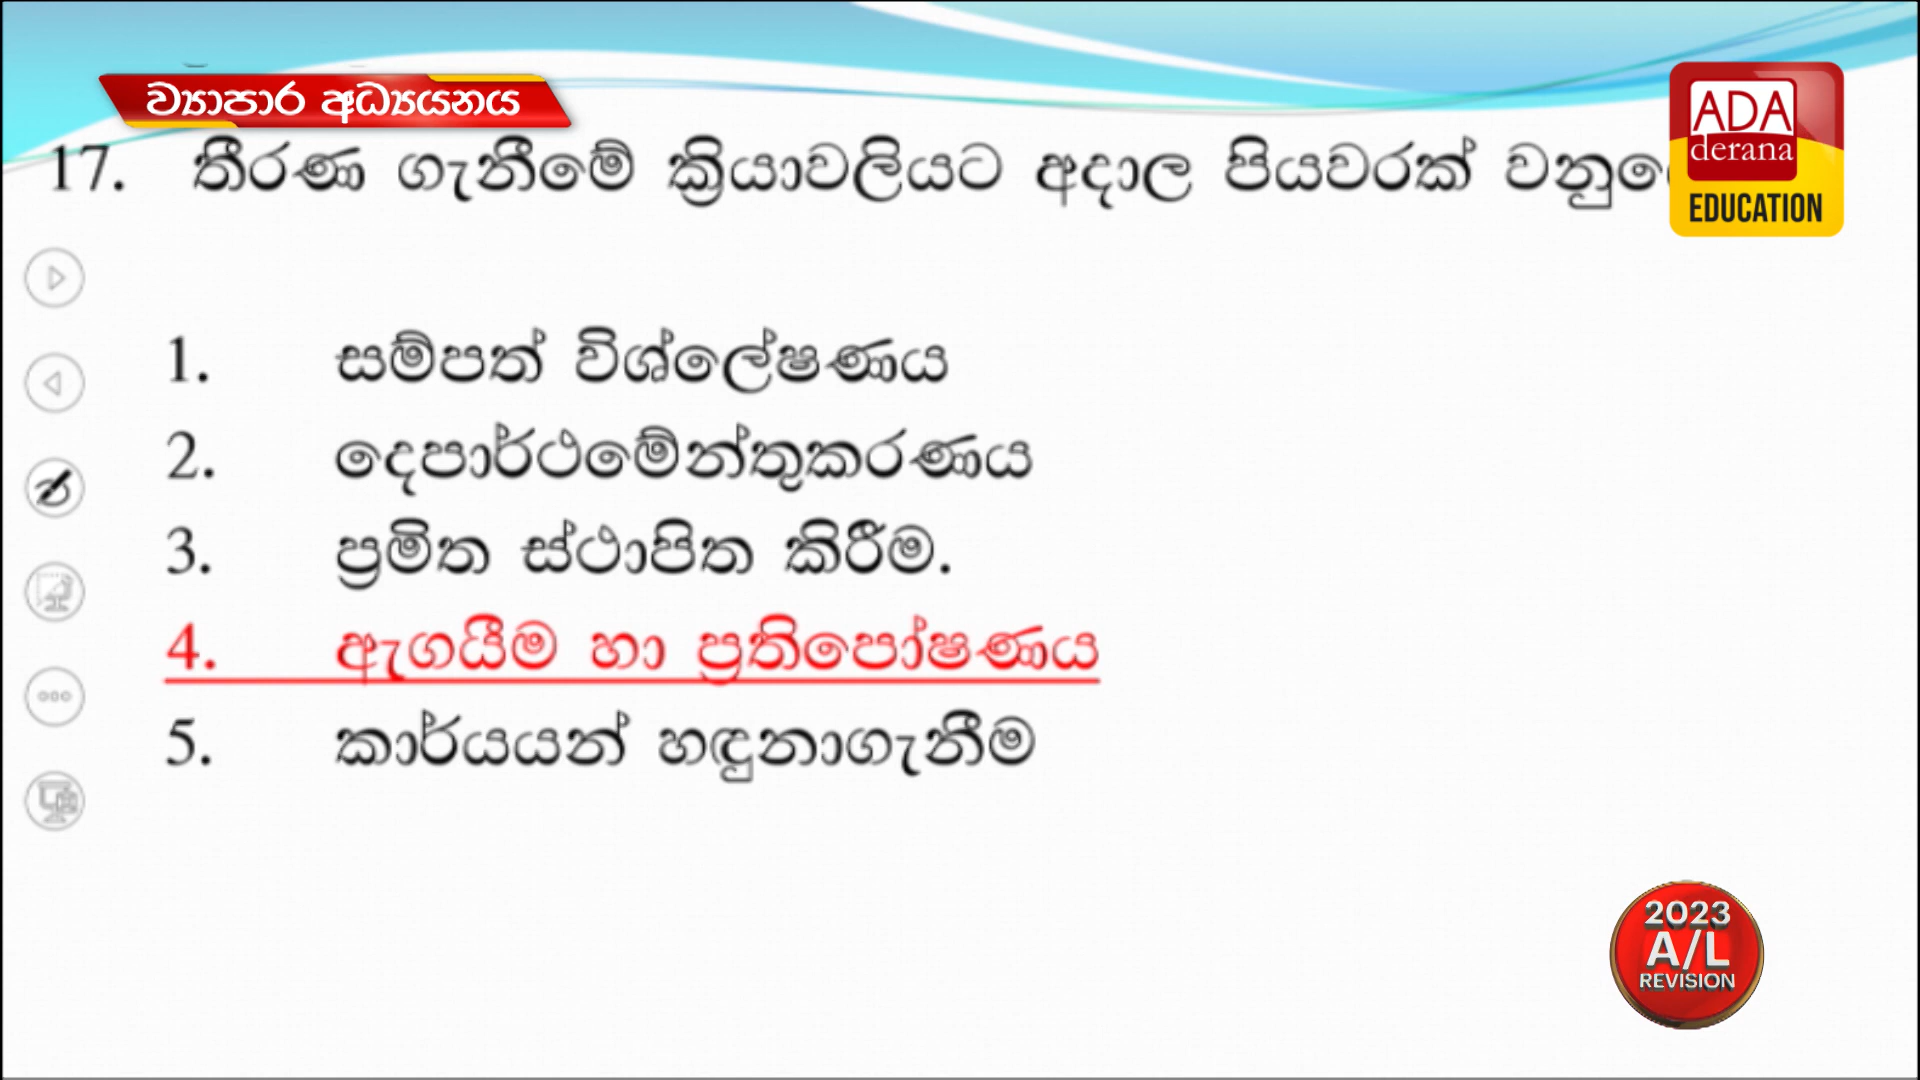 ව්‍යාපාර අධ්‍යයනය
ADA
derana
EDUCATION
17. තීරණ ගැනීමේ ක්‍රියාවලියට අදාල පියවරක් වනුයේ
1. සම්පත් විශ්ලේෂණය
2. දෙපාර්ථමේන්තුකරණය
3. ප්‍රමිත ස්ථාපිත කිරීම.
4. ඇගයීම හා ප්‍රතිපෝෂණය
5. කාර්යයන් හඳුනාගැනීම
2023
A/L
REVISION